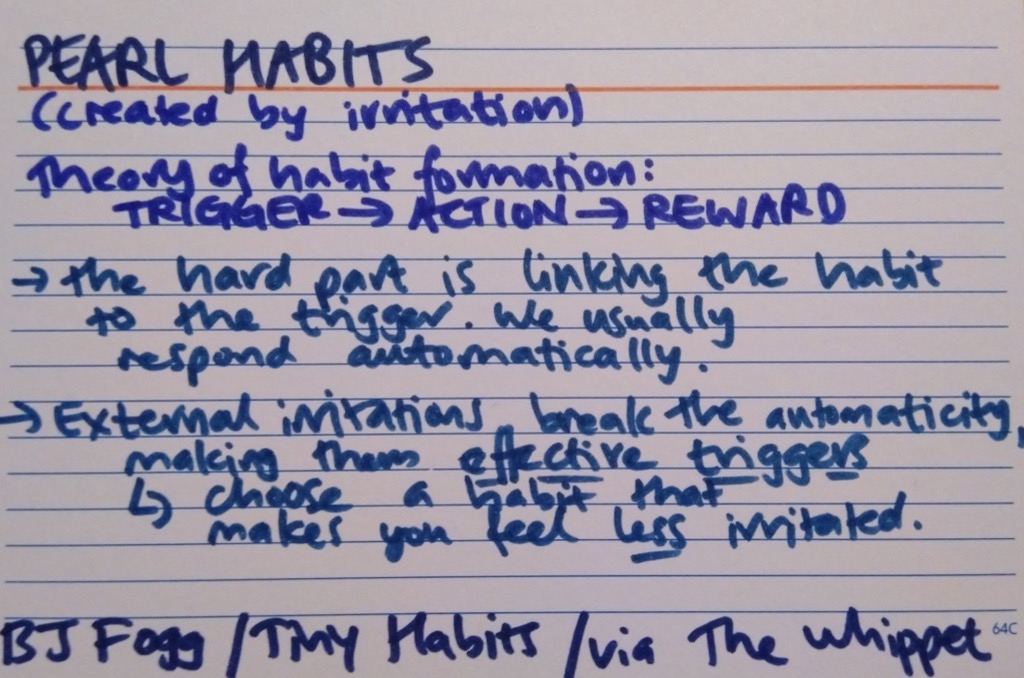 PEARL HABITS
(created by irritation)
Theory of habit formation:
TRIGGER → ACTION → REWARD
→ the hard part is linking the habit
to the trigger. We usually
respond automatically.
→ External irritations break the automaticity,
making them effective triggers
↳ choose a habit that
makes you feel less irritated.
BJ Fogg / Tiny Habits / via The Whippet
64C